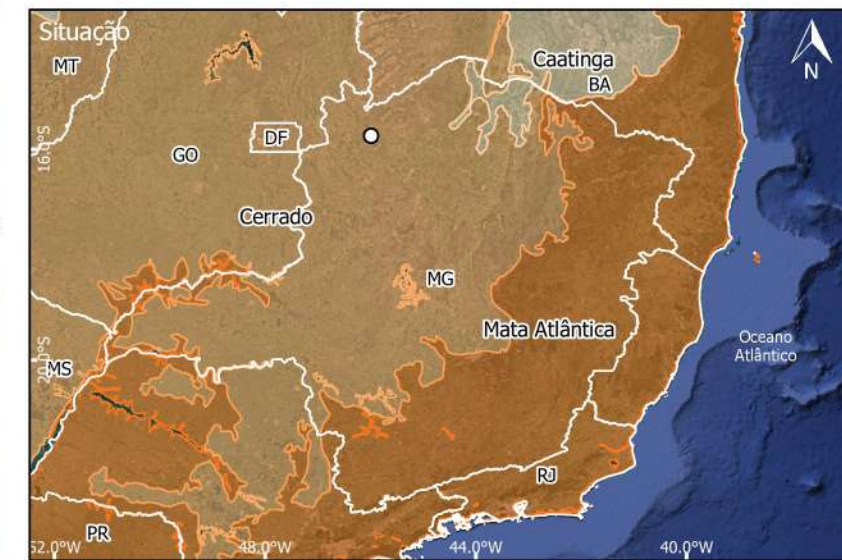 Situação
MT
Caatinga
BA
N
16.0°S
DF
GO
Cerrado
MG
Mata Atlântica
Oceano
Atlântico
20.0°S
MS
RJ
PR
52.0°W
48.0°W
44.0°W
40.0°W